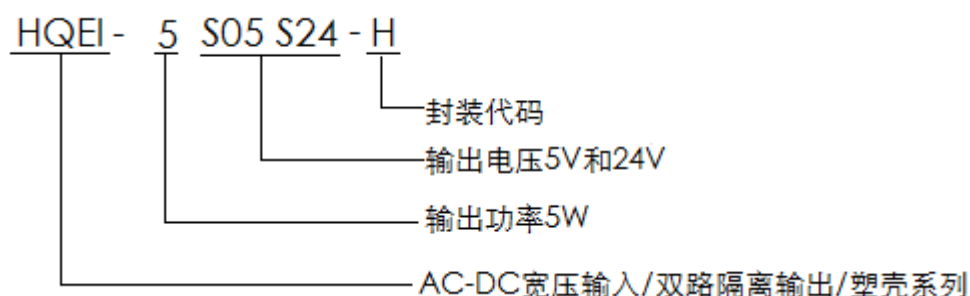 HQEI- 5 S05 S24-H
封装代码
输出电压5V和24V
输出功率5W
AC-DC宽压输入/双路隔离输出/塑壳系列